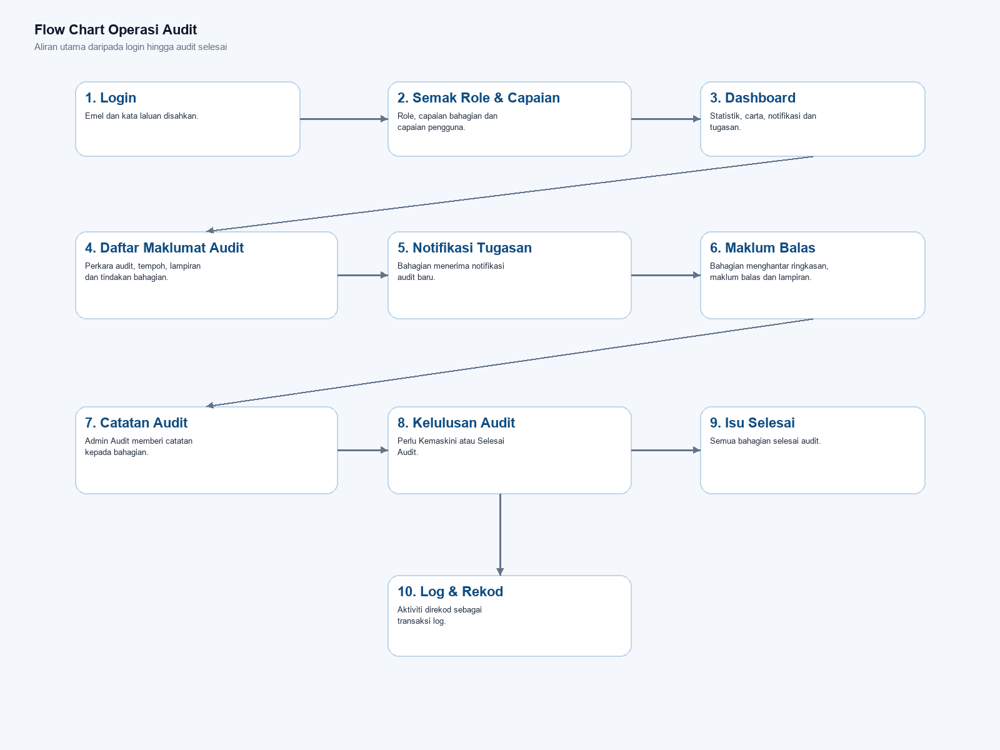 Flow Chart Operasi Audit
Aliran utama daripada login hingga audit selesai
1. Login
Emel dan kata laluan disahkan.
2. Semak Role & Capaian
Role, capaian bahagian dan
capaian pengguna.
3. Dashboard
Statistik, carta, notifikasi dan
tugasan.
4. Daftar Maklumat Audit
Perkara audit, tempoh, lampiran
dan tindakan bahagian.
5. Notifikasi Tugasan
Bahagian menerima notifikasi
audit baru.
6. Maklum Balas
Bahagian menghantar ringkasan,
maklum balas dan lampiran.
7. Catatan Audit
Admin Audit memberi catatan
kepada bahagian.
8. Kelulusan Audit
Perlu Kemaskini atau Selesai
Audit.
9. Isu Selesai
Semua bahagian selesai audit.
10. Log & Rekod
Aktiviti direkod sebagai
transaksi log.